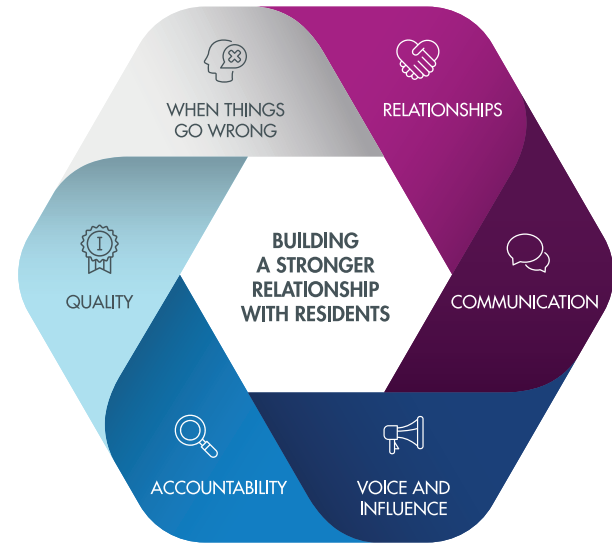 WHEN THINGS
GO WRONG
RELATIONSHIPS
QUALITY
BUILDING
A STRONGER
RELATIONSHIP
WITH RESIDENTS
COMMUNICATION
ACCOUNTABILITY
VOICE AND
INFLUENCE
I